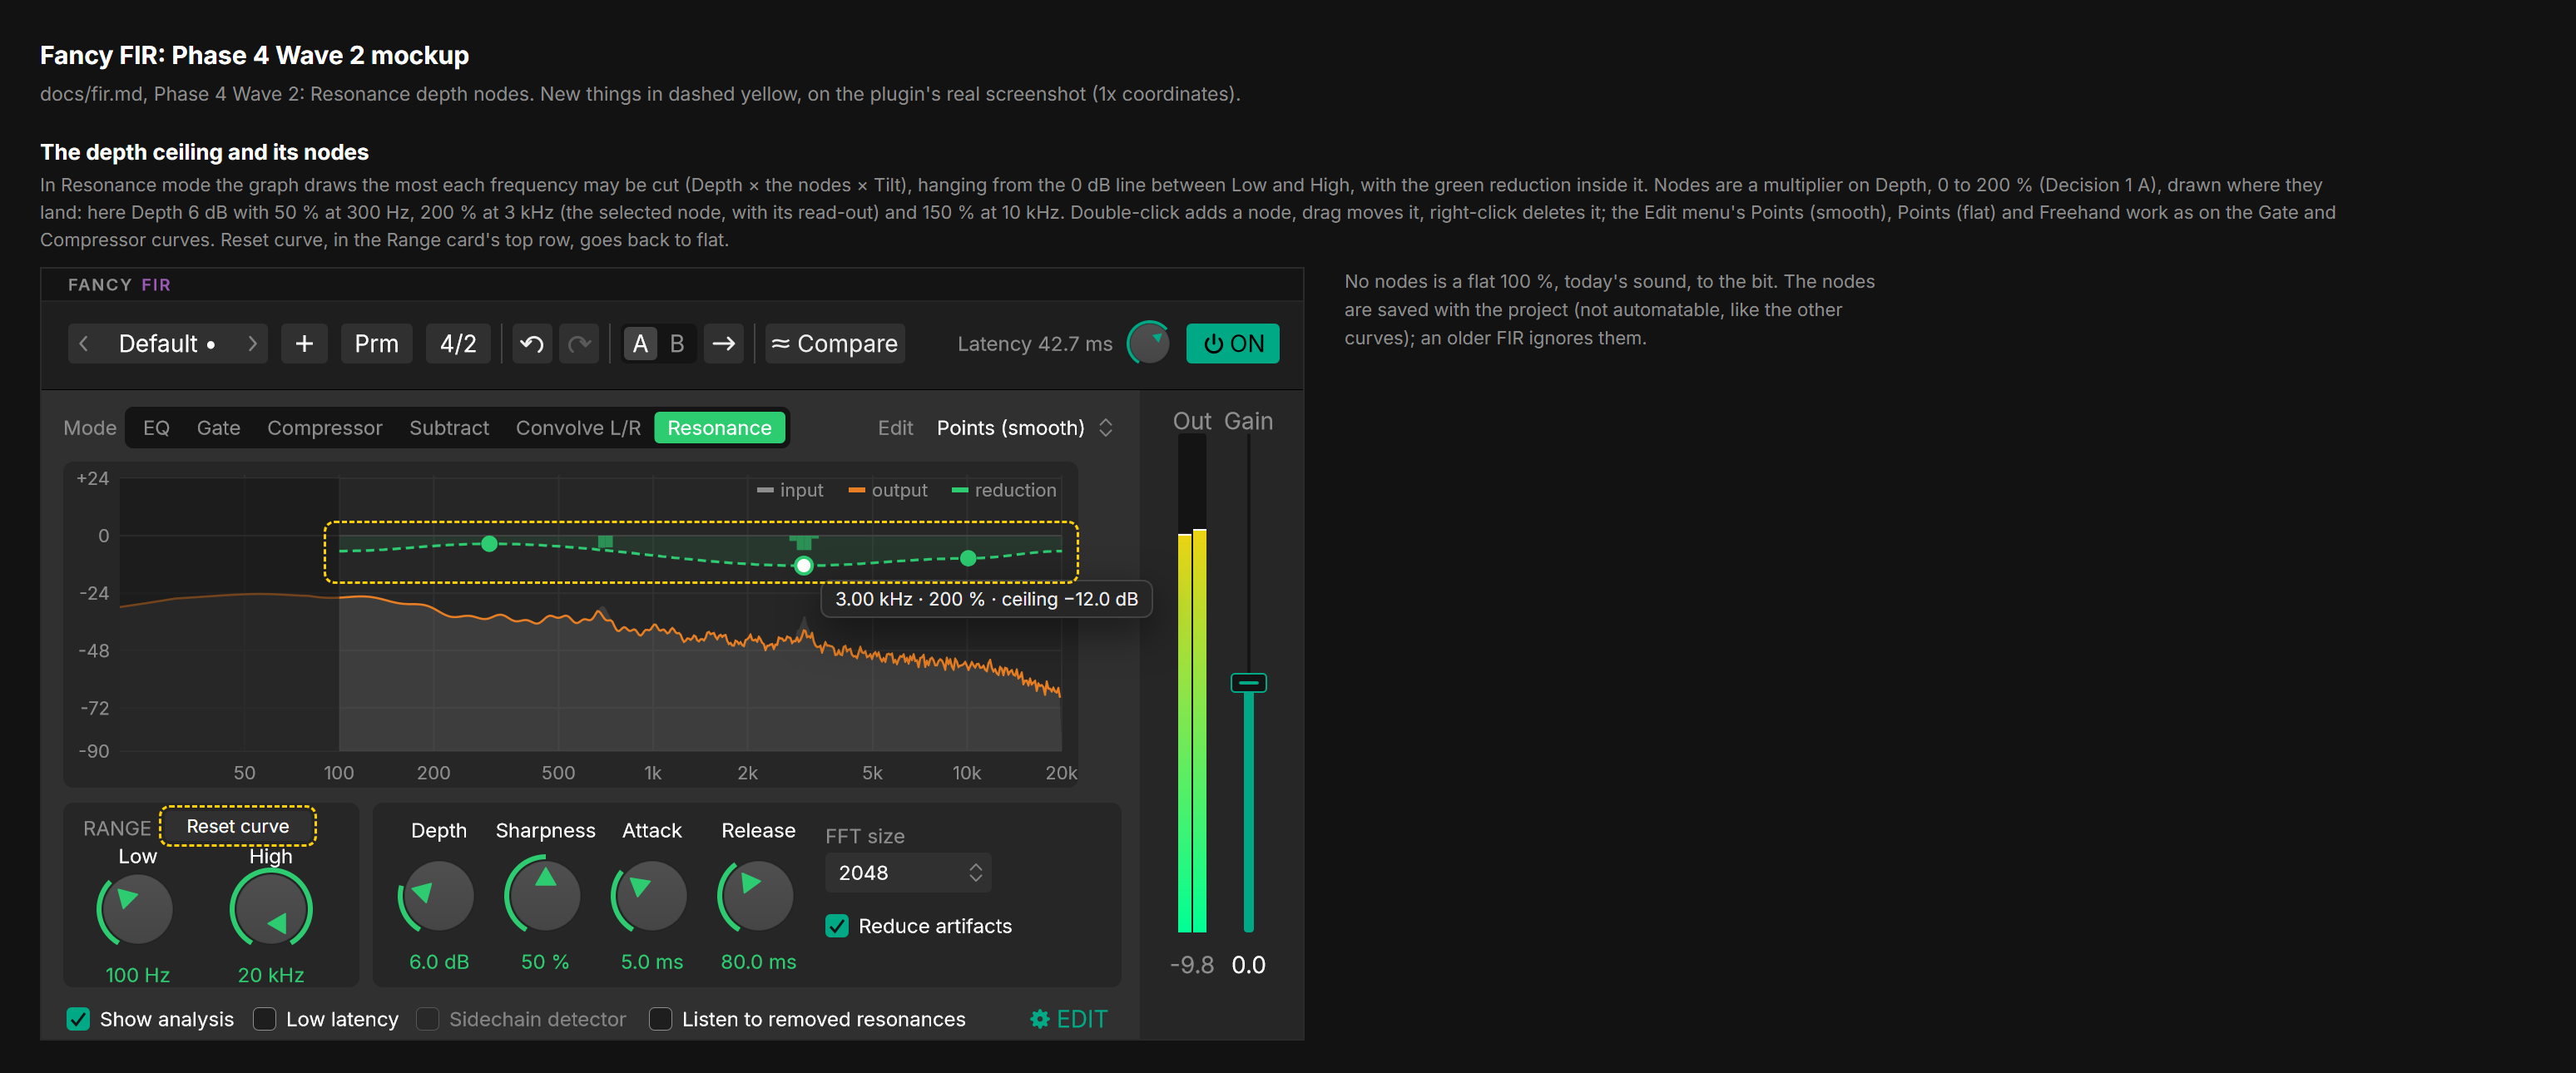 Fancy FIR: Phase 4 Wave 2 mockup
docs/fir.md, Phase 4 Wave 2: Resonance depth nodes. New things in dashed yellow, on the plugin's real screenshot (1x coordinates).
The depth ceiling and its nodes
In Resonance mode the graph draws the most each frequency may be cut (Depth × the nodes × Tilt), hanging from the 0 dB line between Low and High, with the green reduction inside it. Nodes are a multiplier on Depth, 0 to 200 % (Decision 1 A), drawn where they
land: here Depth 6 dB with 50 % at 300 Hz, 200 % at 3 kHz (the selected node, with its read-out) and 150 % at 10 kHz. Double-click adds a node, drag moves it, right-click deletes it; the Edit menu's Points (smooth), Points (flat) and Freehand work as on the Gate and
Compressor curves. Reset curve, in the Range card's top row, goes back to flat.
FANCY FIR
Default •
+
Prm
4/2
A B
≈ Compare
Latency 42.7 ms
ON
No nodes is a flat 100 %, today's sound, to the bit. The nodes
are saved with the project (not automatable, like the other
curves); an older FIR ignores them.
Mode EQ Gate Compressor Subtract Convolve L/R Resonance
Edit Points (smooth)
Out Gain
+24
input output reduction
0
-24
3.00 kHz · 200 % · ceiling −12.0 dB
-48
-72
-90
50 100 200 500 1k 2k 5k 10k 20k
RANGE Reset curve
Low High
100 Hz 20 kHz
Depth Sharpness Attack Release
6.0 dB 50 % 5.0 ms 80.0 ms
FFT size
2048
Reduce artifacts
-9.8 0.0
Show analysis Low latency Sidechain detector Listen to removed resonances
EDIT